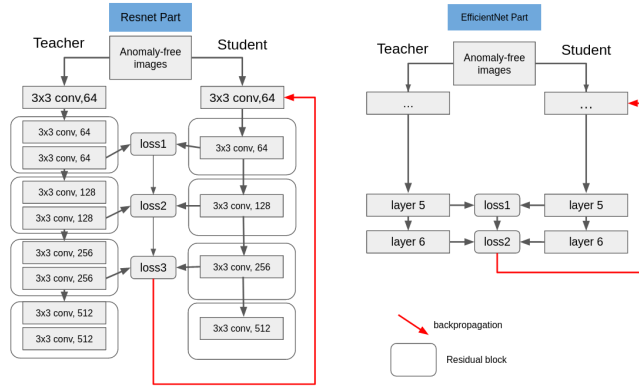 Resnet Part
Teacher
Anomaly-free
images
Student
3x3 conv,64
3x3 conv,64
3x3 conv, 64
3x3 conv, 64
loss1
3x3 conv, 64
3x3 conv, 128
3x3 conv, 128
loss2
3x3 conv, 128
3x3 conv, 256
3x3 conv, 256
loss3
3x3 conv, 256
3x3 conv, 512
3x3 conv, 512
3x3 conv, 512
EfficientNet Part
Teacher
Anomaly-free
images
Student
...
...
layer 5
loss1
layer 5
layer 6
loss2
layer 6
backpropagation
Residual block